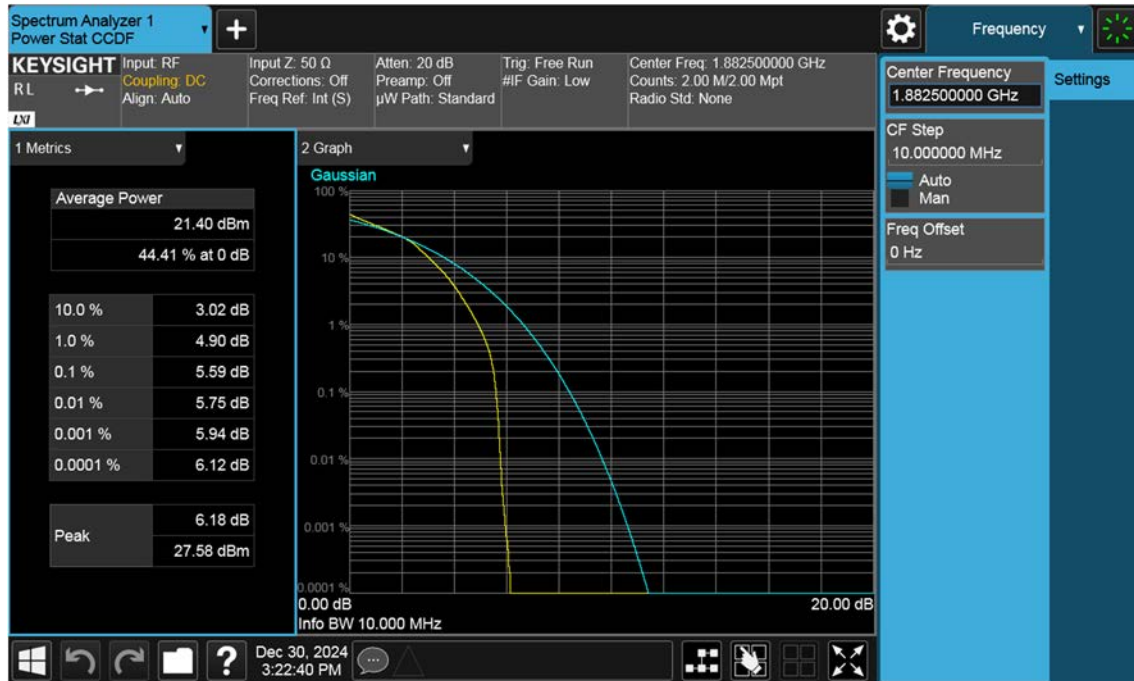 Spectrum Analyzer 1
Power Stat CCDF
Frequency
KEYSIGHT
R L
LXI
Input: RF
Coupling: DC
Align: Auto
Input Z: 50 Ω
Corrections: Off
Freq Ref: Int (S)
Atten: 20 dB
Preamp: Off
µW Path: Standard
Trig: Free Run
#IF Gain: Low
Center Freq: 1.882500000 GHz
Counts: 2.00 M/2.00 Mpt
Radio Std: None
Center Frequency
1.882500000 GHz
Settings
CF Step
10.000000 MHz
Auto
Man
Freq Offset
0 Hz
1 Metrics
Average Power
21.40 dBm
44.41 % at 0 dB
10.0 % 3.02 dB
1.0 % 4.90 dB
0.1 % 5.59 dB
0.01 % 5.75 dB
0.001 % 5.94 dB
0.0001 % 6.12 dB
Peak
6.18 dB
27.58 dBm
2 Graph
Gaussian
100 %
10 %
1 %
0.1 %
0.01 %
0.001 %
0.0001 %
0.00 dB 20.00 dB
Info BW 10.000 MHz
?
Dec 30, 2024
3:22:40 PM